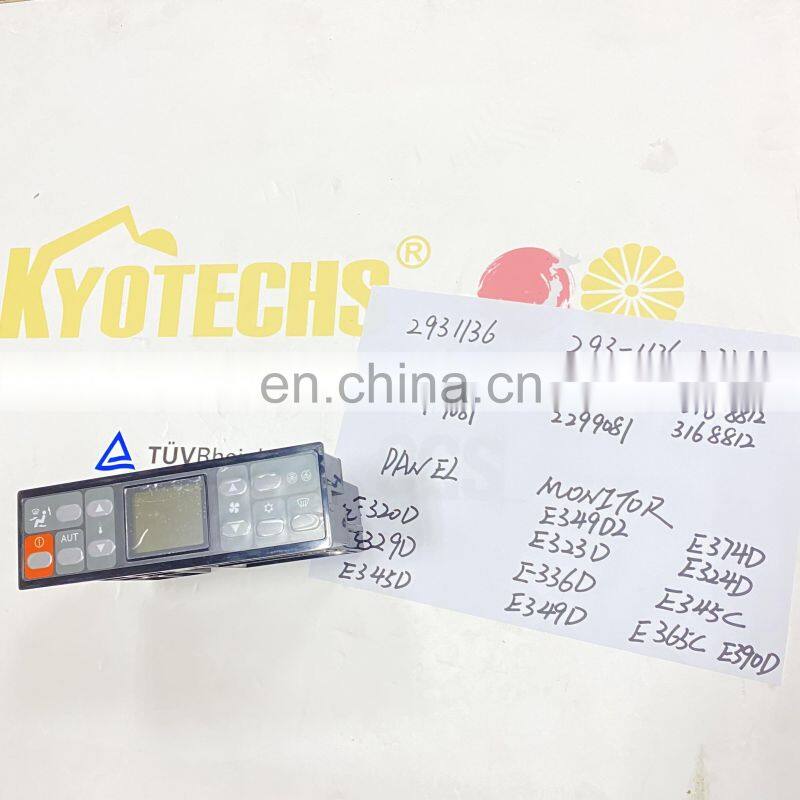 KYOTECHS®
2931136 293-1136
en.china.cn
2299081 3168812
TÜVRhei
PANEL MONITOR
E320D E349D2 E374D
E329D E323D E324D
E345D E336D E345C
E349D E365C E390D
AUT